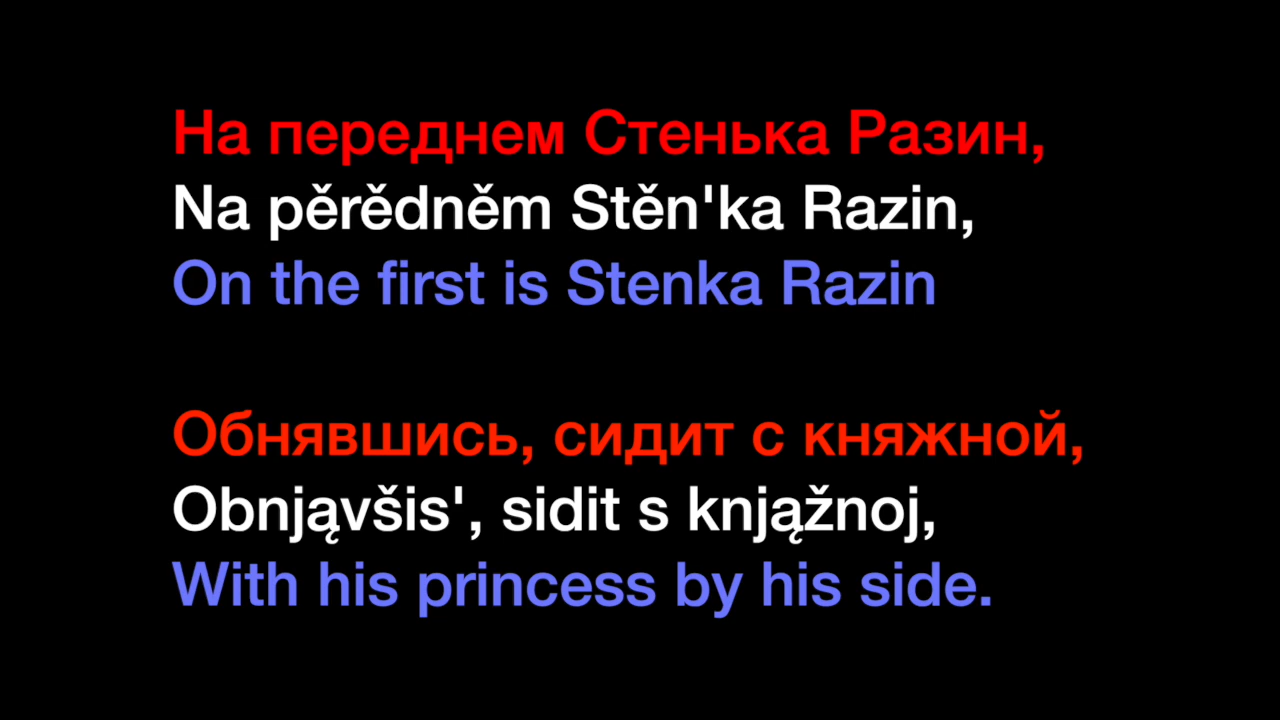 На переднем Стенька Разин,
Na pěrědněm Stěn'ka Razin,
On the first is Stenka Razin
Обнявшись, сидит с княжной,
Obnjąvšis', sidit s knjąžnoj,
With his princess by his side.